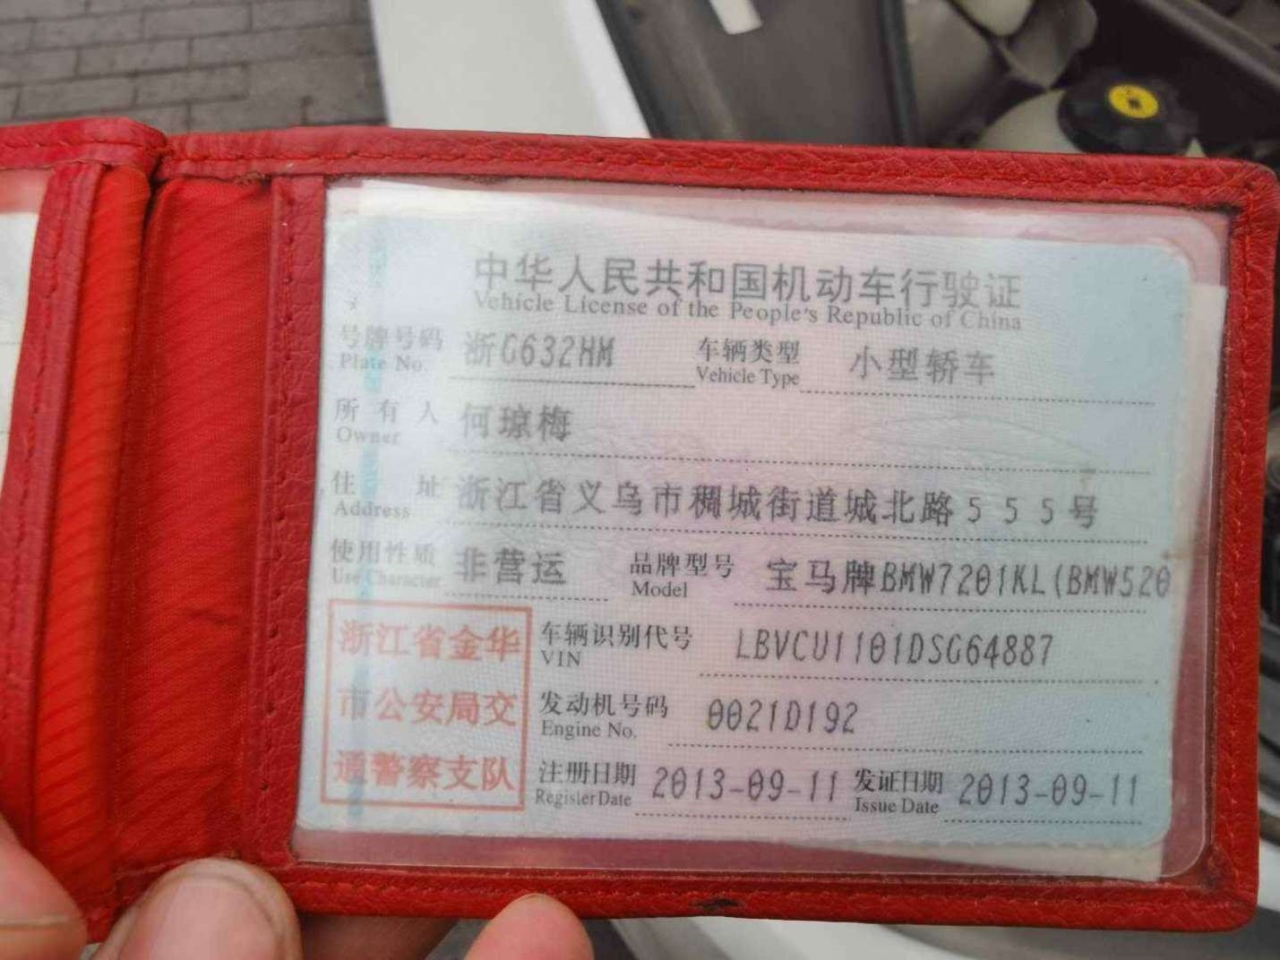 中华人民共和国机动车行驶证
Vehicle License of the People's Republic of China
号牌号码 浙G632HM 车辆类型 小型轿车
Plate No. Vehicle Type
所有人 何琼梅
Owner
住址 浙江省义乌市稠城街道城北路555号
Address
使用性质 非营运 品牌型号 宝马牌BMW7201KL(BMW520
Use Character Model
浙江省金华
市公安局交
通警察支队
车辆识别代号 LBVCU1101DSG64887
VIN
发动机号码 0021D192
Engine No.
注册日期 2013-09-11 发证日期 2013-09-11
Register Date Issue Date